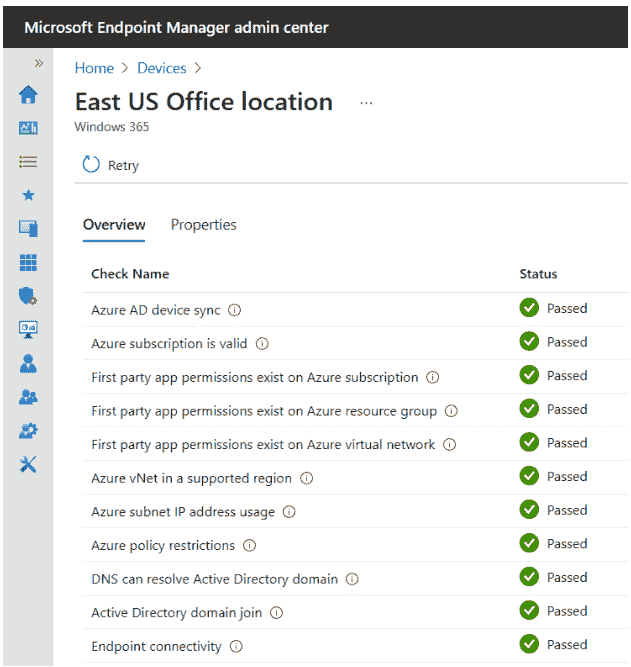 Microsoft Endpoint Manager admin center
Home > Devices >
East US Office location ...
Windows 365
Retry
Overview Properties
Check Name Status
Azure AD device sync Passed
Azure subscription is valid Passed
First party app permissions exist on Azure subscription Passed
First party app permissions exist on Azure resource group Passed
First party app permissions exist on Azure virtual network Passed
Azure vNet in a supported region Passed
Azure subnet IP address usage Passed
Azure policy restrictions Passed
DNS can resolve Active Directory domain Passed
Active Directory domain join Passed
Endpoint connectivity Passed